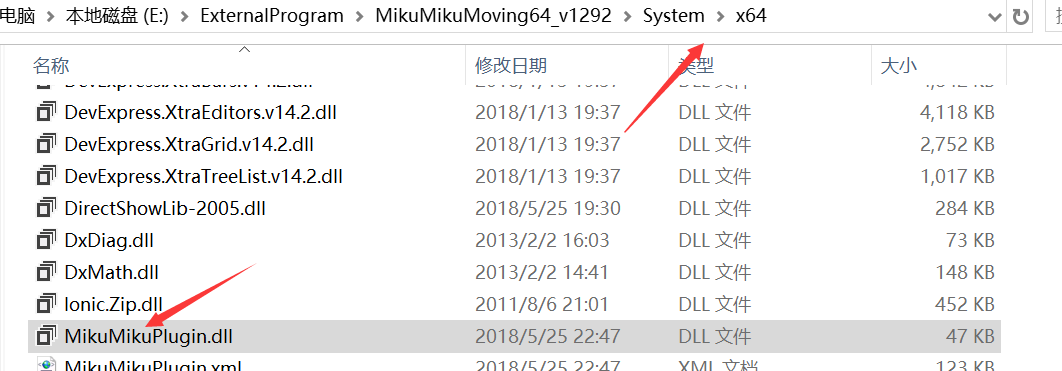 电脑 > 本地磁盘 (E:) > ExternalProgram > MikuMikuMoving64_v1292 > System > x64
名称 修改日期 类型 大小
DevExpress.XtraEditors.v14.2.dll 2018/1/13 19:37 DLL 文件 4,118 KB
DevExpress.XtraGrid.v14.2.dll 2018/1/13 19:37 DLL 文件 2,752 KB
DevExpress.XtraTreeList.v14.2.dll 2018/1/13 19:37 DLL 文件 1,017 KB
DirectShowLib-2005.dll 2018/5/25 19:30 DLL 文件 284 KB
DxDiag.dll 2013/2/2 16:03 DLL 文件 73 KB
DxMath.dll 2013/2/2 14:41 DLL 文件 148 KB
Ionic.Zip.dll 2011/8/6 21:01 DLL 文件 452 KB
MikuMikuPlugin.dll 2018/5/25 22:47 DLL 文件 47 KB
MikuMikuPlugin.xml 2018/5/25 22:47 XML 文档 123 KB